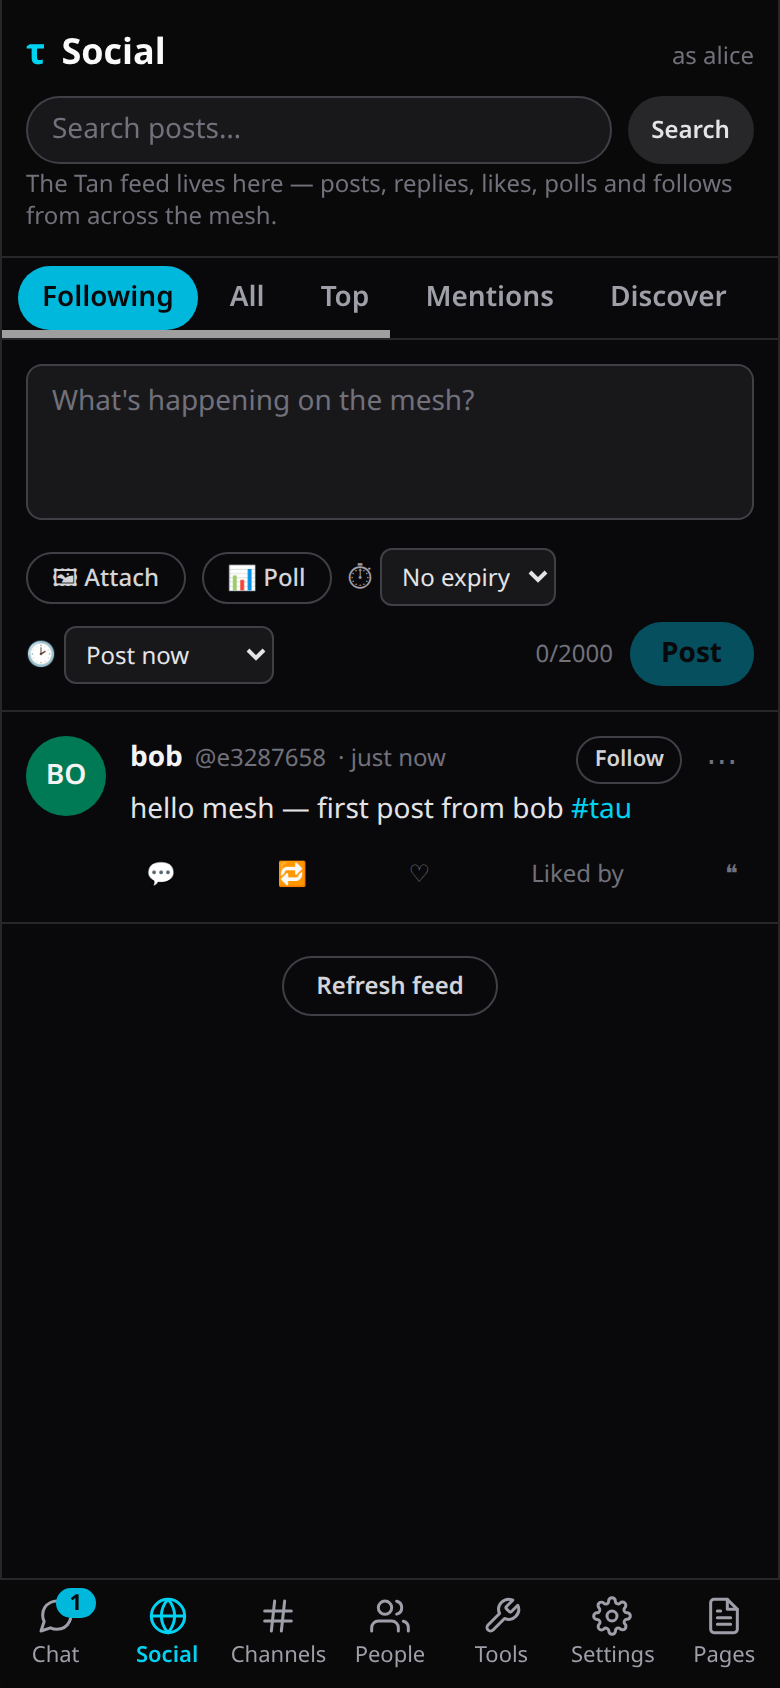 τ Social
as alice
Search posts...
Search
The Tan feed lives here — posts, replies, likes, polls and follows
from across the mesh.
Following All Top Mentions Discover
What's happening on the mesh?
Attach Poll No expiry
Post now 0/2000 Post
BO
bob @e3287658 · just now Follow ...
hello mesh — first post from bob #tau
Liked by ❝
Refresh feed
1
Chat Social Channels People Tools Settings Pages